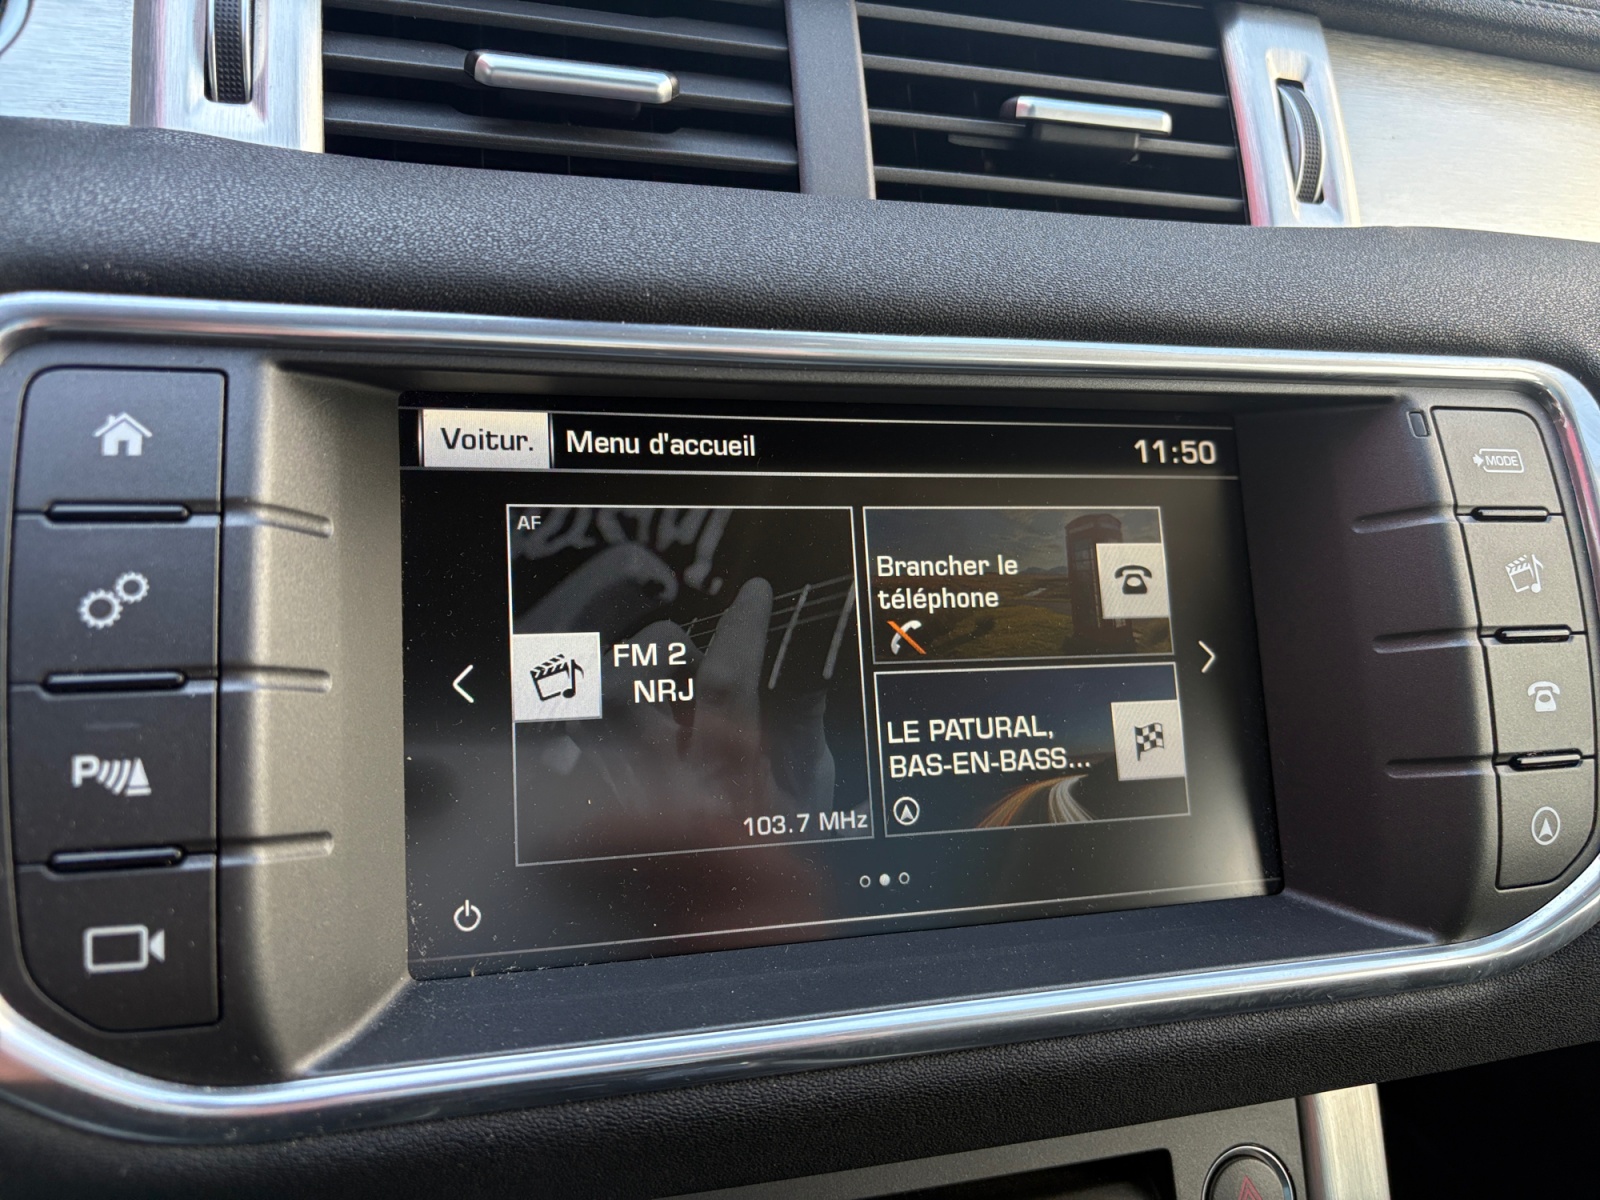 Voitur. Menu d'accueil 11:50
AF
FM 2
NRJ
103.7 MHz
Brancher le
téléphone
LE PATURAL,
BAS-EN-BASS...
MODE
P